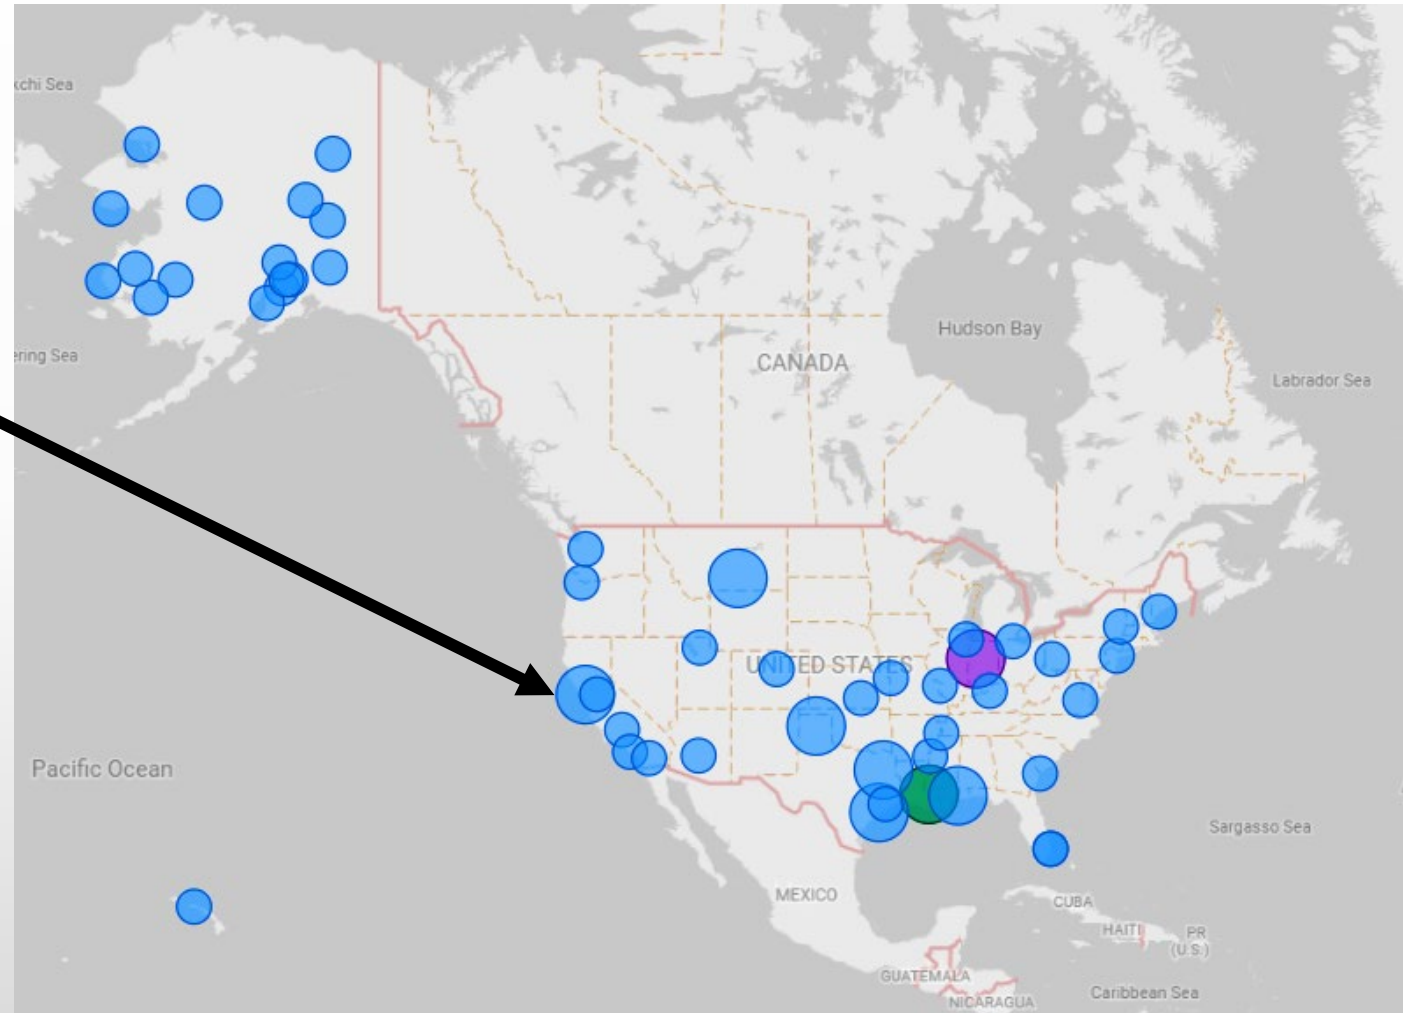 kchi Sea
ering Sea
Hudson Bay
CANADA
Labrador Sea
UNITED STATES
Pacific Ocean
Sargasso Sea
MEXICO
CUBA
HAITI
PR
(U.S.)
GUATEMALA
NICARAGUA
Caribbean Sea